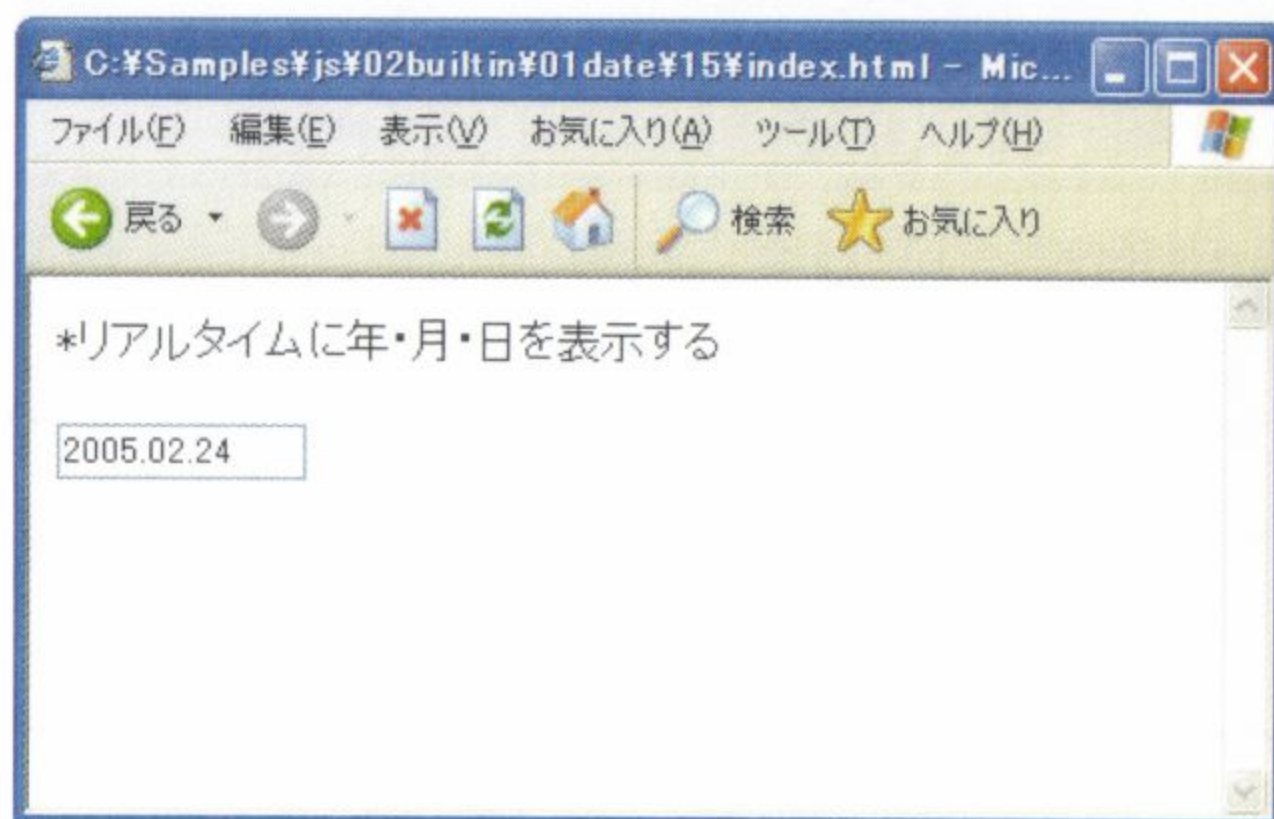 C:¥Samples¥js¥02builtin¥01date¥15¥index.html - Mic...
ファイル(F) 編集(E) 表示(V) お気に入り(A) ツール(T) ヘルプ(H)
戻る 検索 お気に入り
*リアルタイムに年・月・日を表示する
2005.02.24